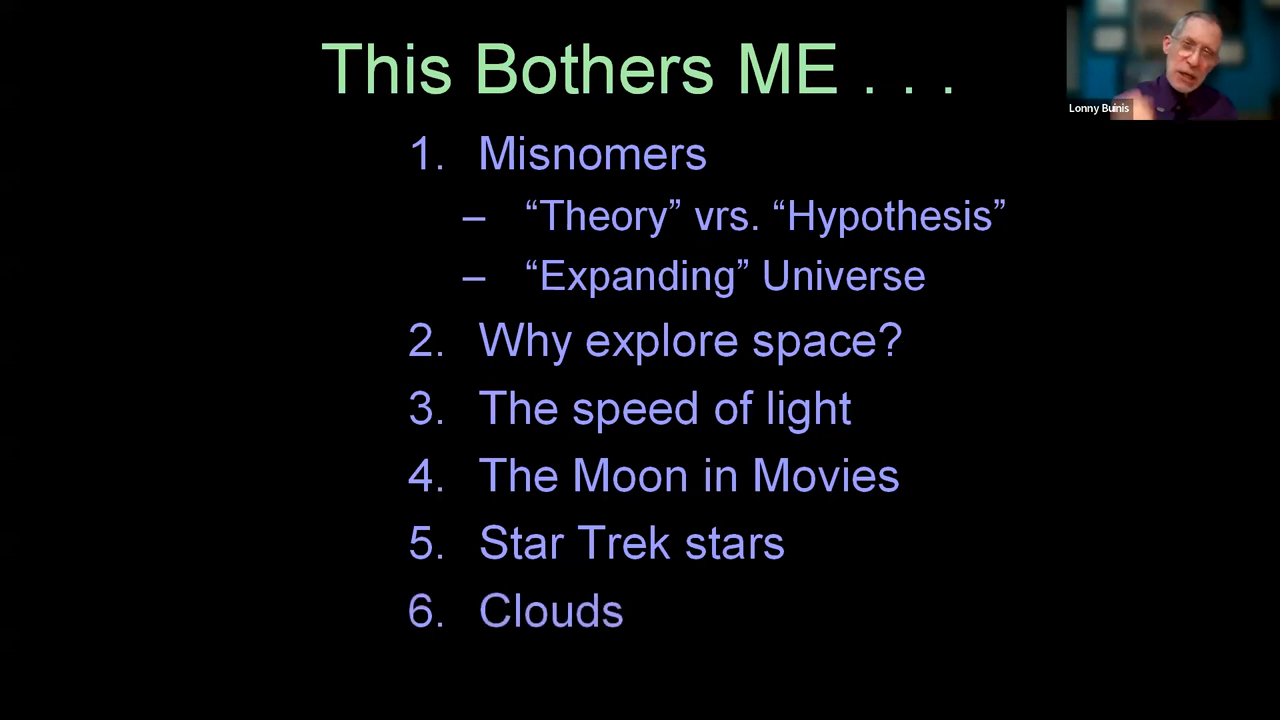 This Bothers ME . . .
Lonny Buinis
1. Misnomers
– “Theory” vrs. “Hypothesis”
– “Expanding” Universe
2. Why explore space?
3. The speed of light
4. The Moon in Movies
5. Star Trek stars
6. Clouds